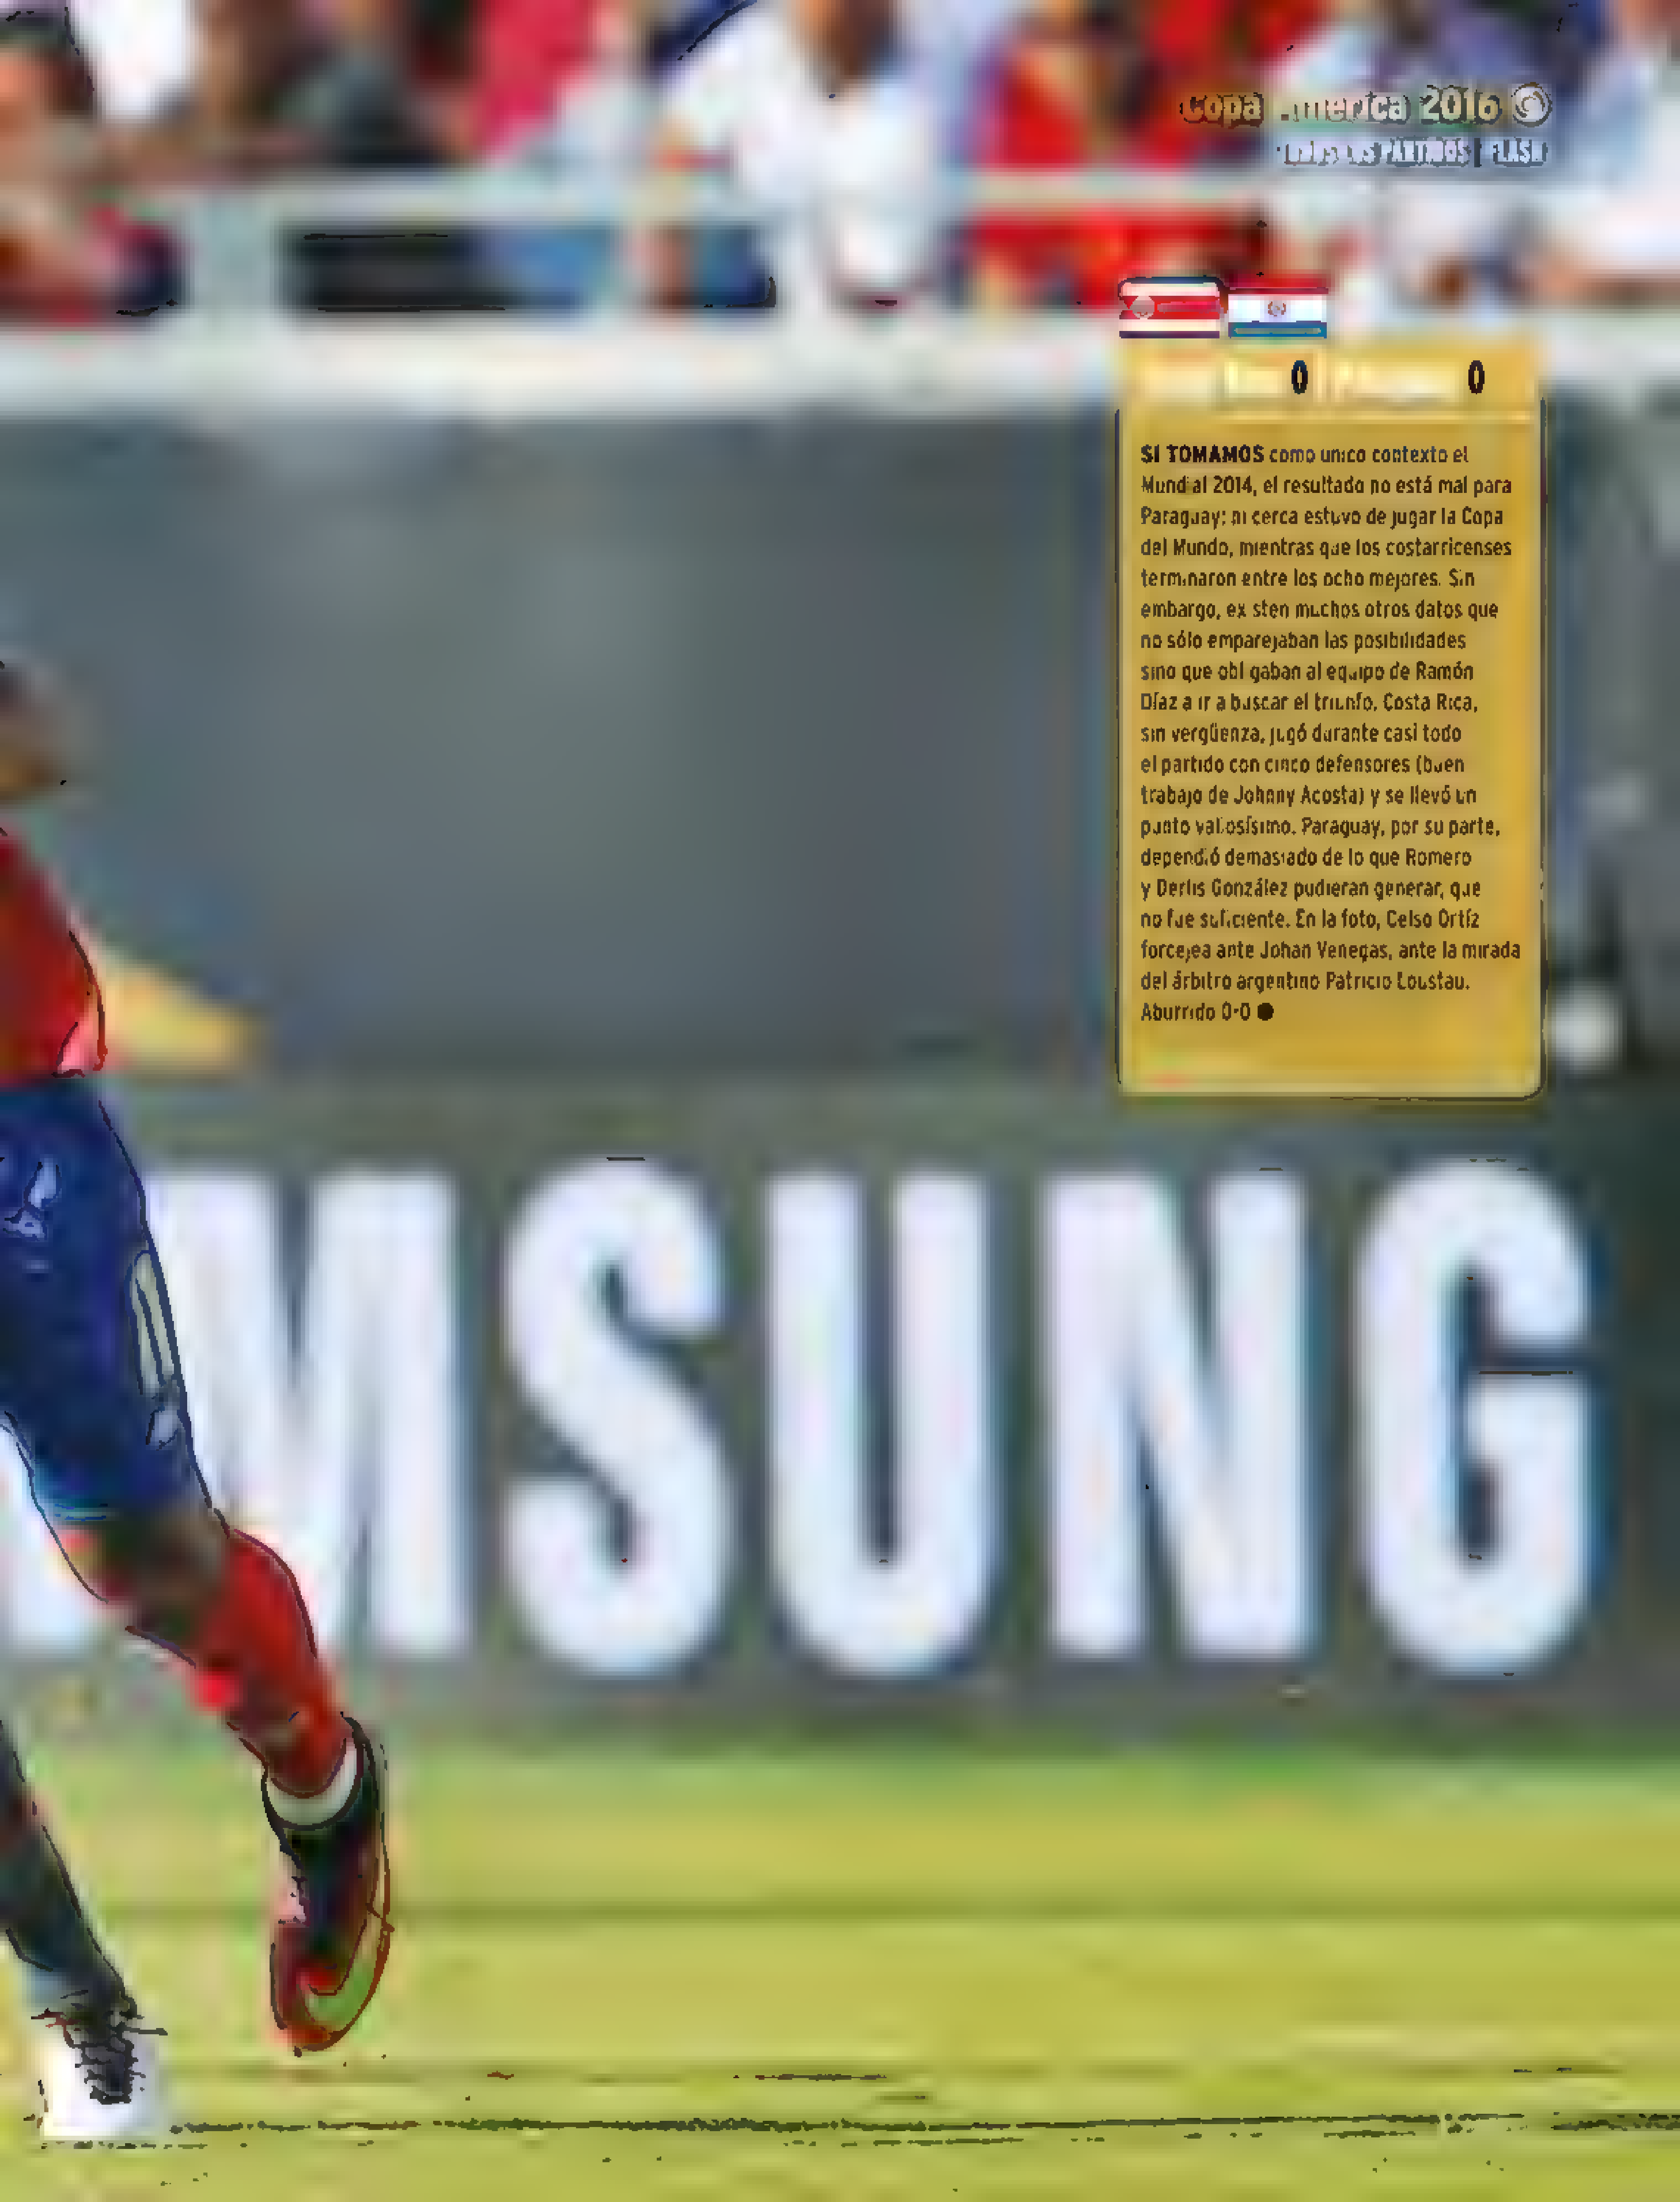 Copa America 2016
TODOS LOS PARTIDOS | FLASH
0 0
SI TOMAMOS como unico contexto el
Mundial 2014, el resultado no está mal para
Paraguay: ni cerca estuvo de jugar la Copa
del Mundo, mientras que los costarricenses
terminaron entre los ocho mejores. Sin
embargo, existen muchos otros datos que
no sólo emparejaban las posibilidades
sino que obligaban al equipo de Ramón
Díaz a ir a buscar el triunfo. Costa Rica,
sin vergüenza, jugó durante casi todo
el partido con cinco defensores (buen
trabajo de Johnny Acosta) y se llevó un
punto valiosísimo. Paraguay, por su parte,
dependió demasiado de lo que Romero
y Derlis González pudieran generar, que
no fue suficiente. En la foto, Celso Ortíz
forcejea ante Johan Venegas, ante la mirada
del árbitro argentino Patricio Loustau.
Aburrido 0-0
MSUNG